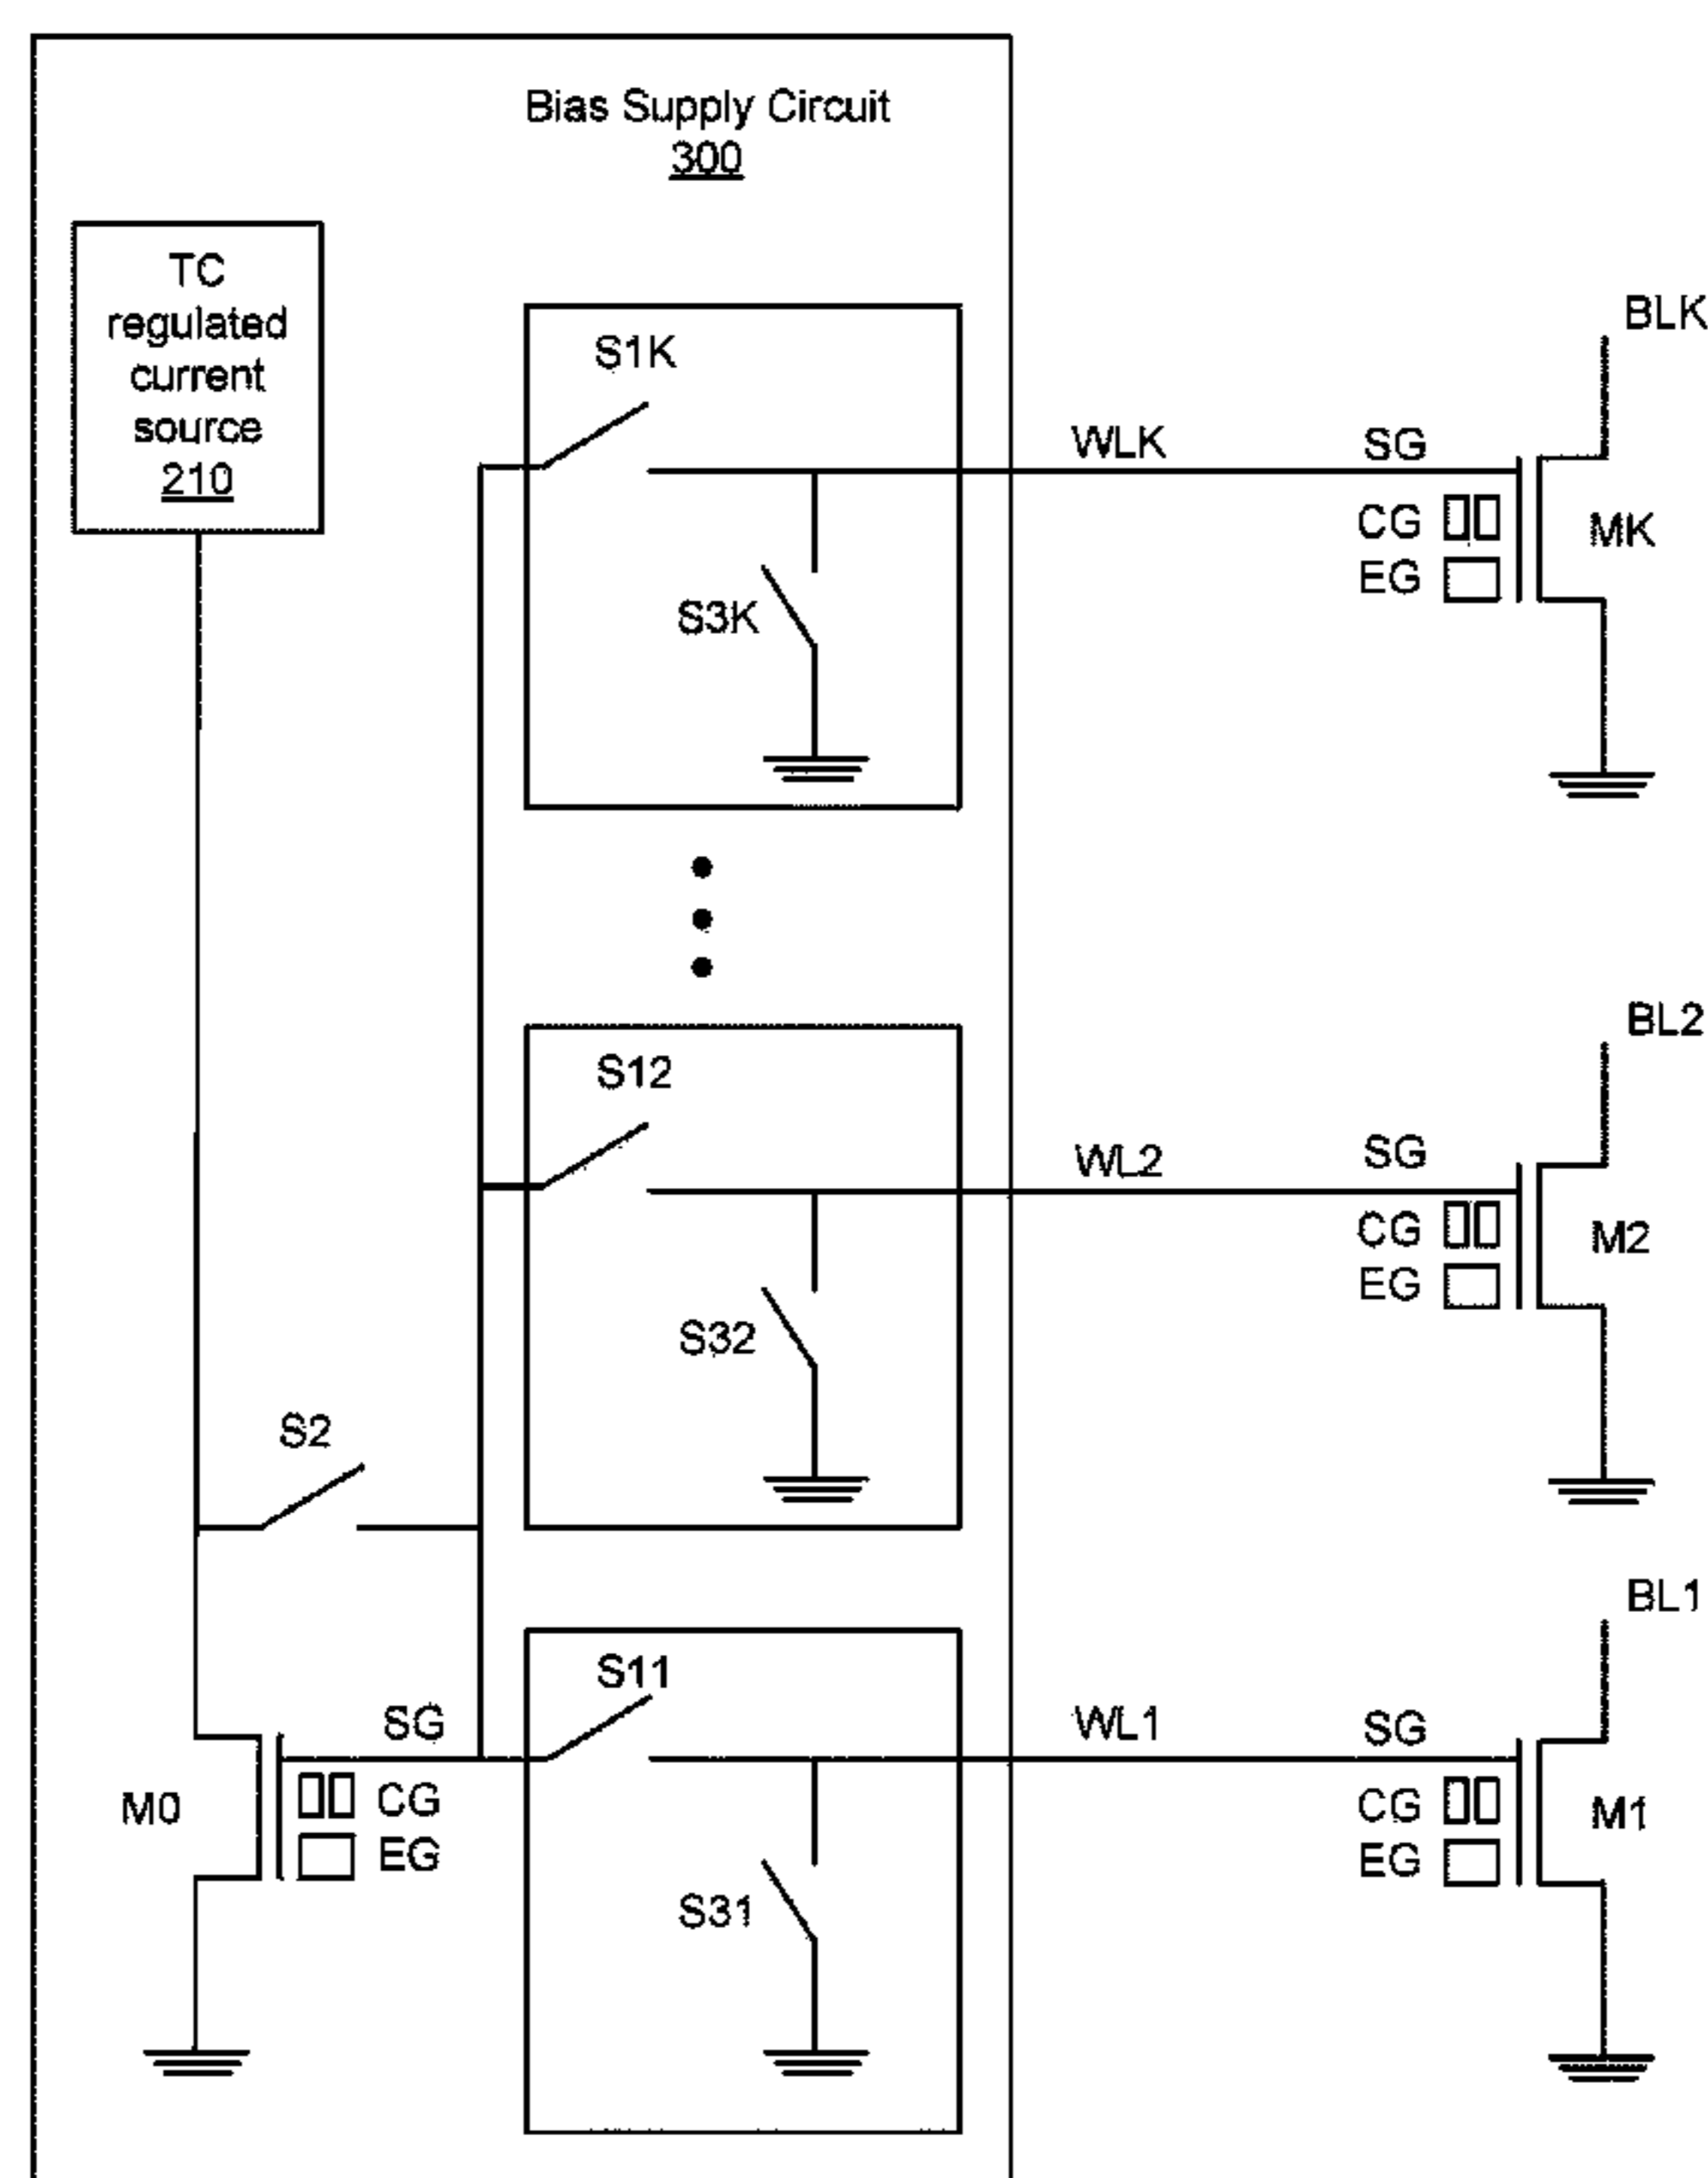 Bias Supply Circuit
300
TC
regulated
current
source
210
S1K
S3K
WLK
SG
CG
EG
BLK
MK
S12
S32
WL2
SG
CG
EG
BL2
M2
S2
M0
SG
CG
EG
S11
S31
WL1
SG
CG
EG
BL1
M1